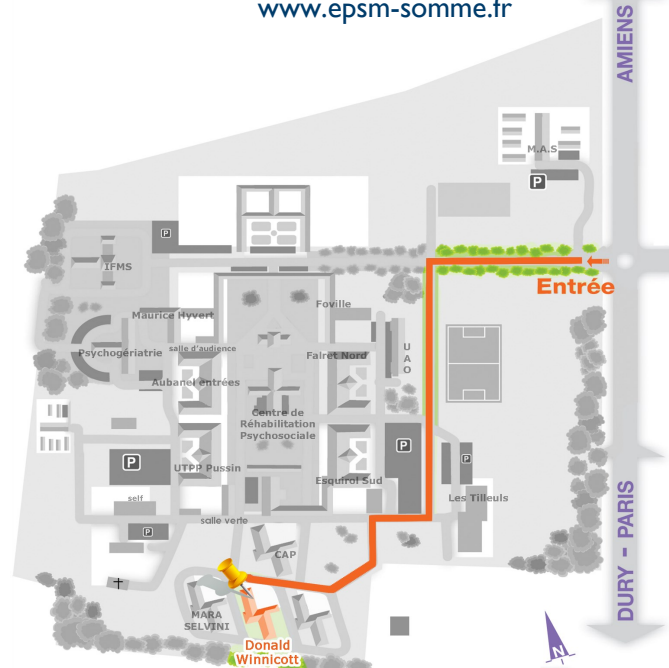 www.epsm-somme.fr
AMIENS
M.A.S
P
P
IFMS
Entrée
Foville
Maurice Hyvert
salle d'audience
Psychogériatrie
Falret Nord
U
A
O
Aubanel entrées
Centre de
Réhabilitation
Psychosociale
P
P
P
UTPP Pussin
Esquirol Sud
self
Les Tilleuls
salle verte
P
CAP
DURY - PARIS
MARA
SELVINI
Donald
Winnicott
N